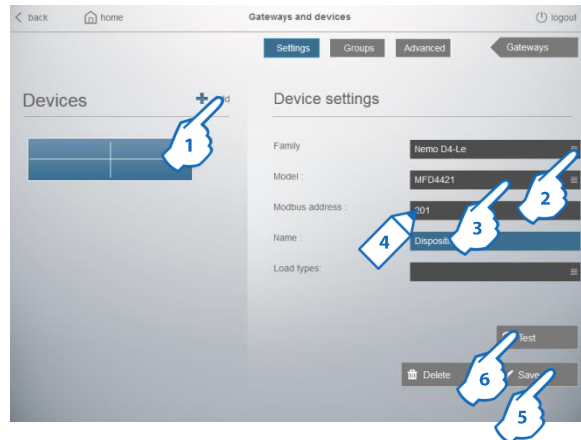 back
home
Gateways and devices
logout
Settings
Groups
Advanced
Gateways
Devices
Device settings
1
Family
Nemo D4-Le
2
Model :
MFD4421
3
Modbus address :
201
4
Name :
Load types:
Test
6
Delete
Save
5